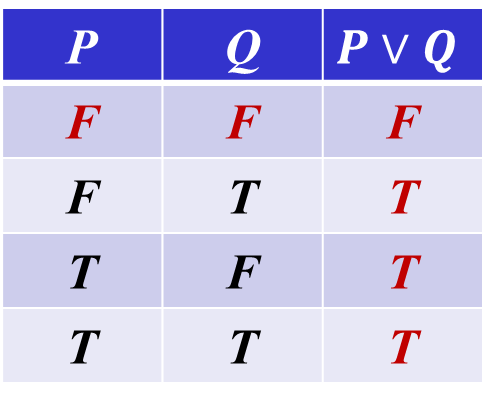 P Q P ∨ Q
F F F
F T T
T F T
T T T